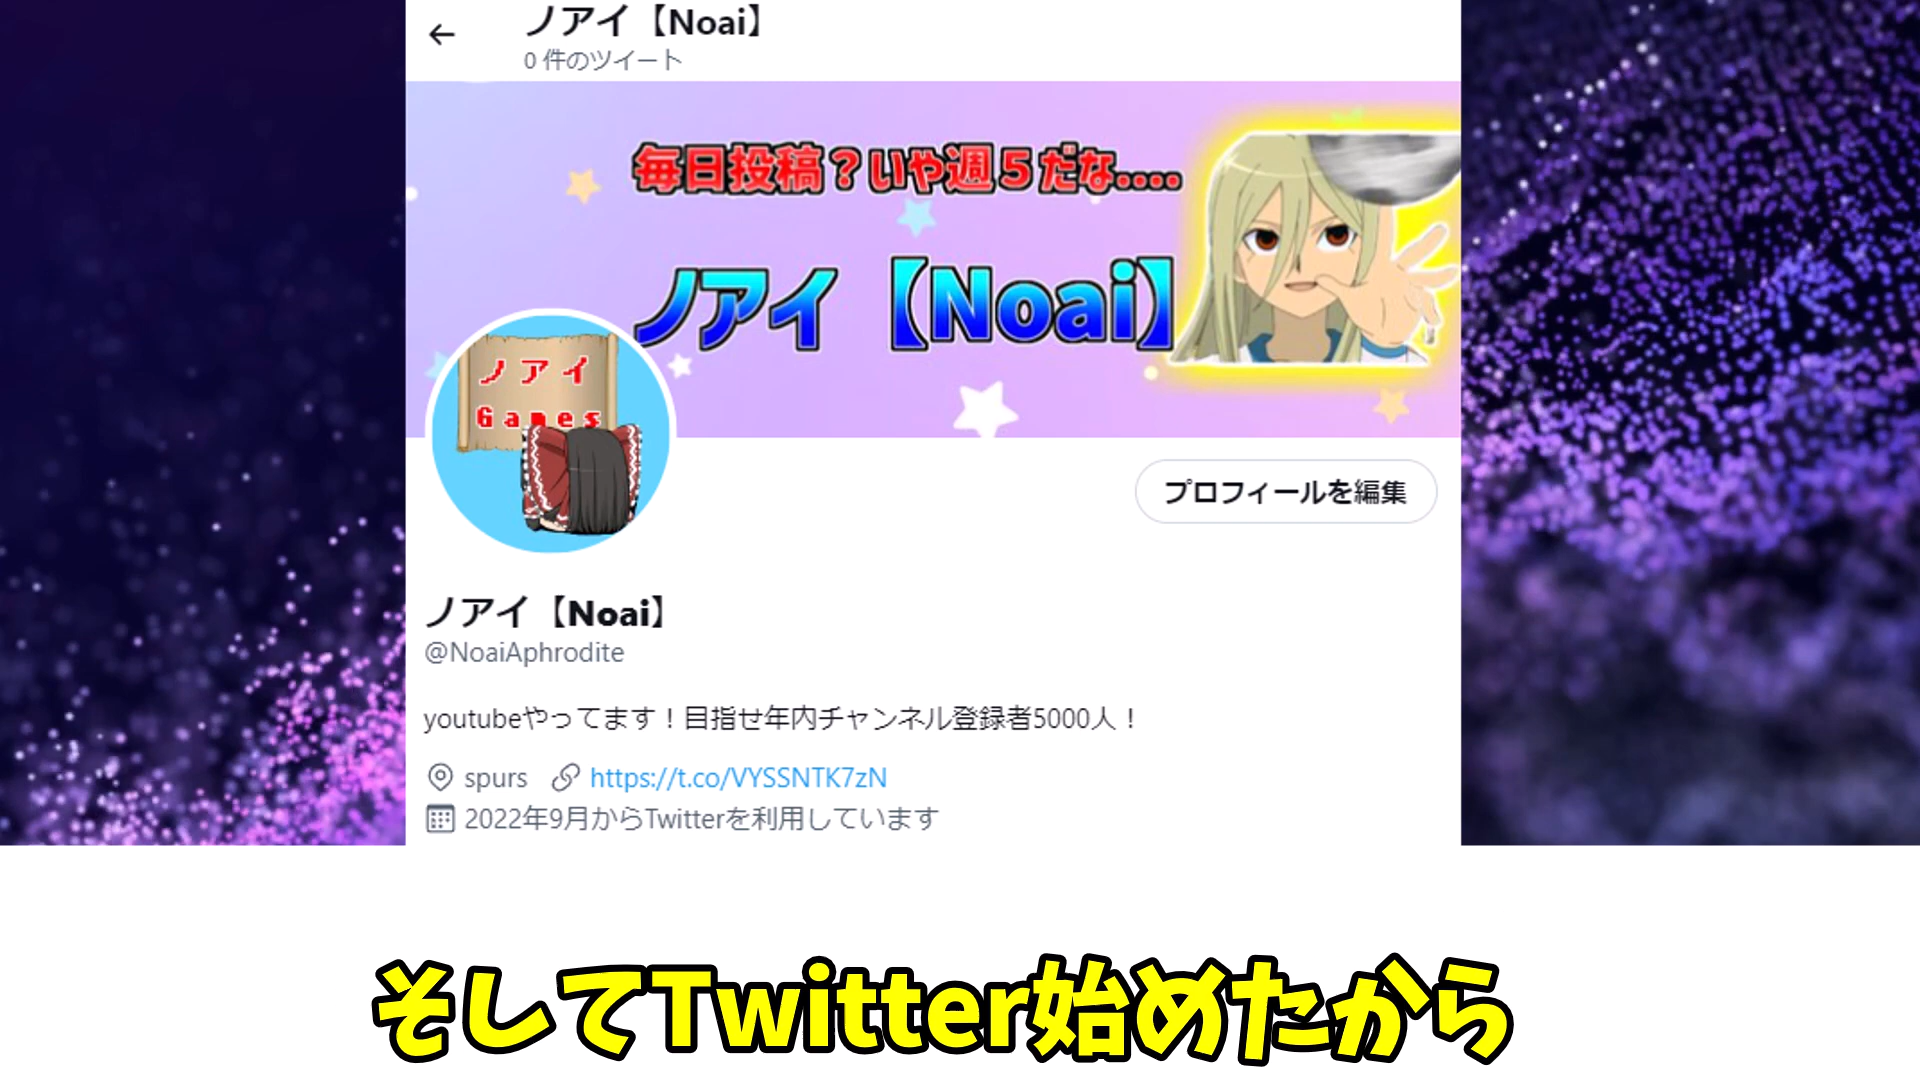 ノアイ【Noai】
0 件のツイート
毎日投稿？いや週５だな....
ノアイ【Noai】
ノアイ
Games
プロフィールを編集
ノアイ【Noai】
@NoaiAphrodite
youtubeやってます！目指せ年内チャンネル登録者5000人！
spurs https://t.co/VYSSNTK7zN
2022年9月からTwitterを利用しています
そしてTwitter始めたから